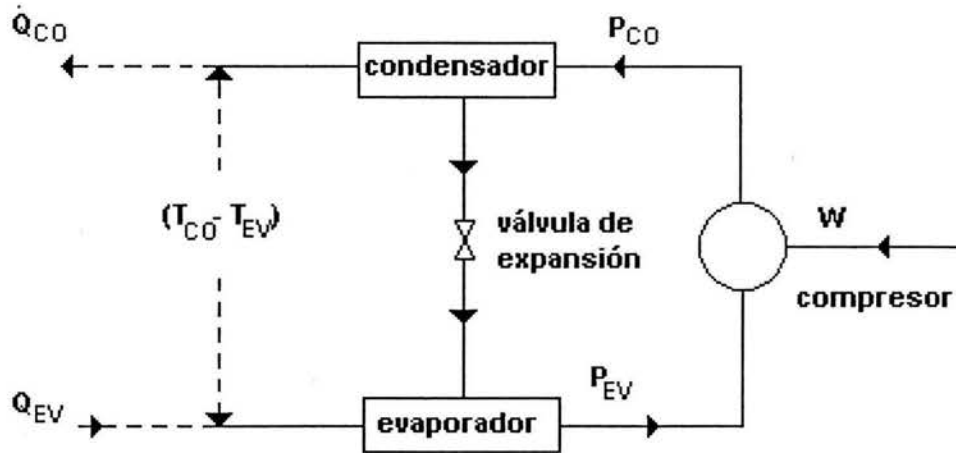 Q̇CO
PCO
condensador
(TCO- TEV)
válvula de
expansión
W
compresor
QEV
PEV
evaporador